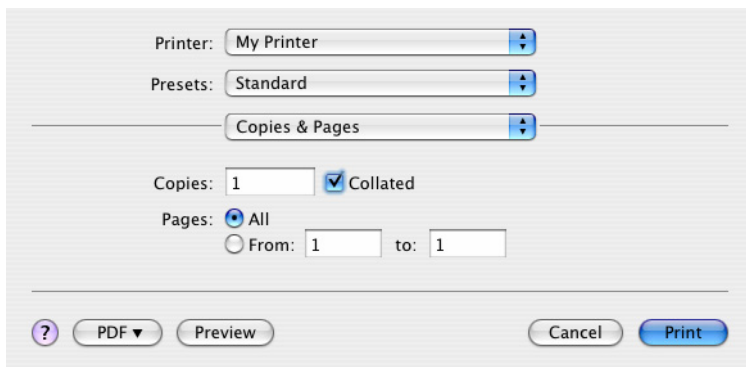 Printer: My Printer
Presets: Standard
Copies & Pages
Copies: 1 Collated
Pages: All
From: 1 to: 1
? PDF▼ Preview Cancel Print